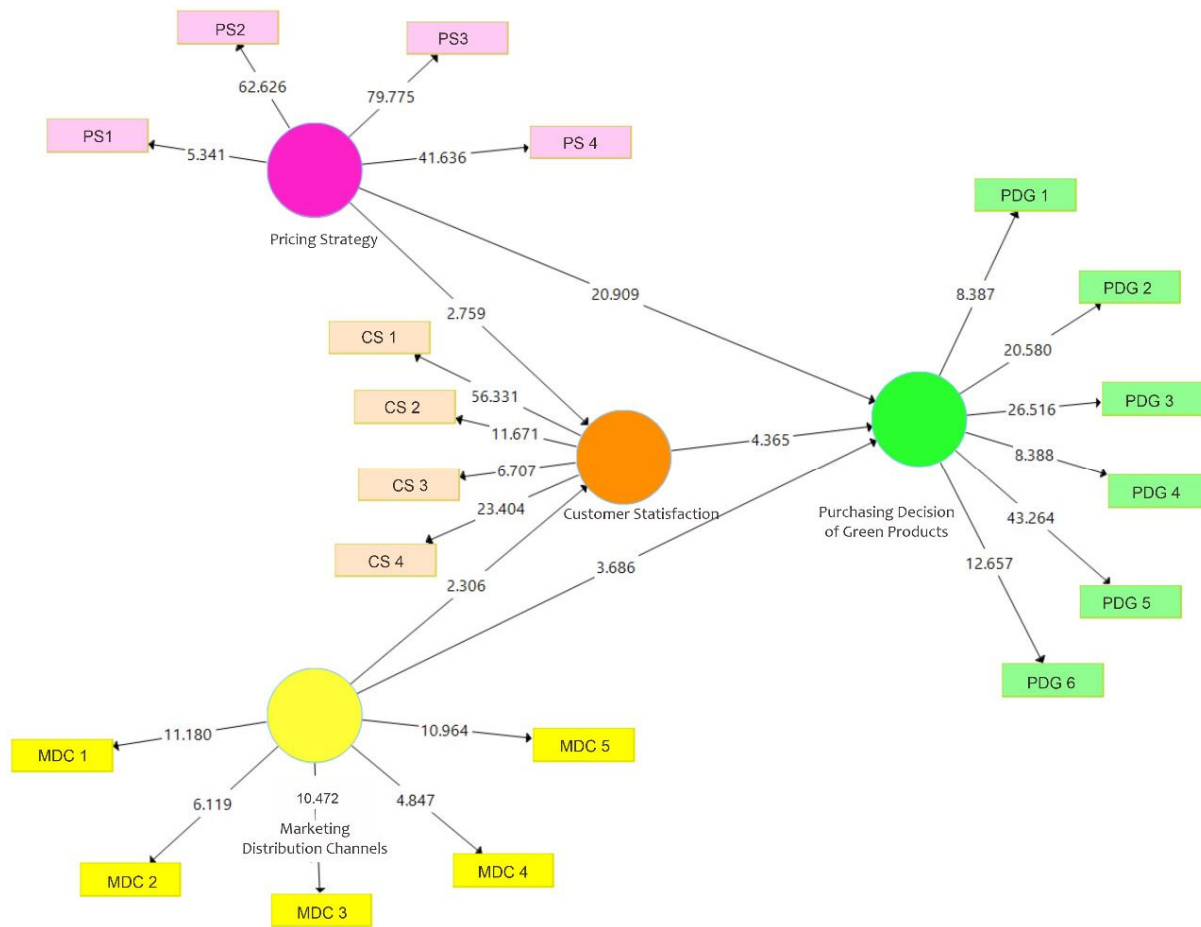 PS2
PS3
62.626
79.775
PS1
5.341
41.636
PS 4
Pricing Strategy
PDG 1
8.387
20.909
PDG 2
2.759
CS 1
20.580
56.331
CS 2
11.671
26.516
PDG 3
4.365
8.388
6.707
CS 3
PDG 4
23.404
Customer Statisfaction
Purchasing Decision
of Green Products
43.264
CS 4
12.657
2.306
3.686
PDG 5
PDG 6
11.180
10.964
MDC 5
MDC 1
6.119
10.472
4.847
Marketing
Distribution Channels
MDC 2
MDC 4
MDC 3